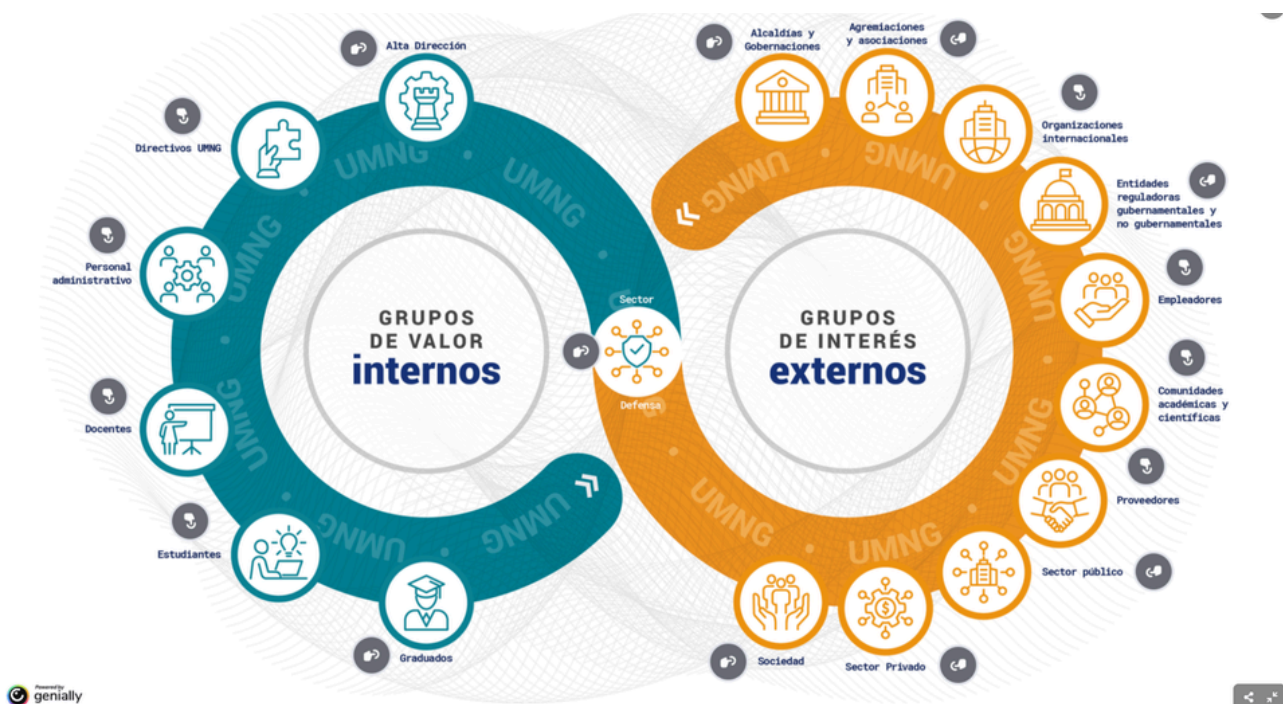 Alta Dirección
Directivos UMNG
Personal
administrativo
Docentes
Estudiantes
Graduados
UMNG
UMNG
UMNG
UMNG
UMNG
UMNG
GRUPOS
DE VALOR
internos
Sector
Defensa
GRUPOS
DE INTERÉS
externos
Alcaldías y
Gobernaciones
Agremiaciones
y asociaciones
Organizaciones
internacionales
Entidades
reguladoras
gubernamentales y
no gubernamentales
Empleadores
Comunidades
académicas y
científicas
Proveedores
Sector público
Sector Privado
Sociedad
UMNG
UMNG
UMNG
UMNG
UMNG
UMNG
Powered by
genially